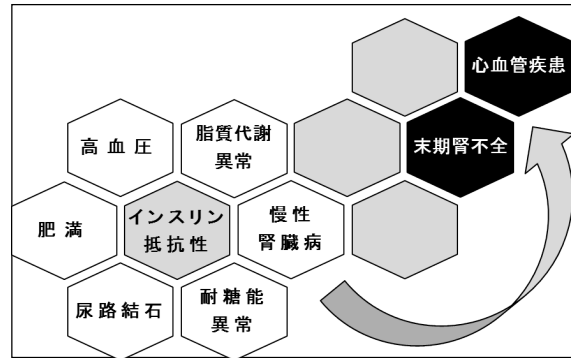 心血管疾患
末期腎不全
高血圧
脂質代謝
異常
肥満
インスリン
抵抗性
慢性
腎臓病
尿路結石
耐糖能
異常